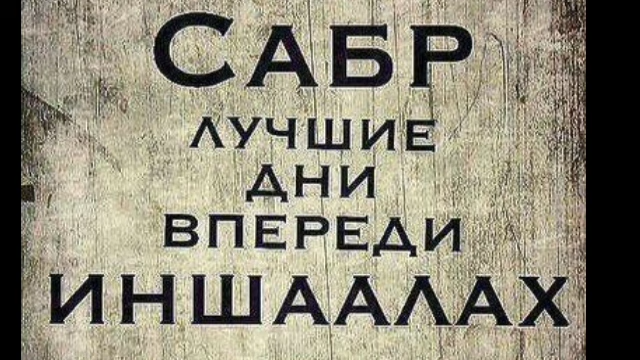 САБР
ЛУЧШИЕ
ДНИ
ВПЕРЕДИ
ИНШААЛАХ